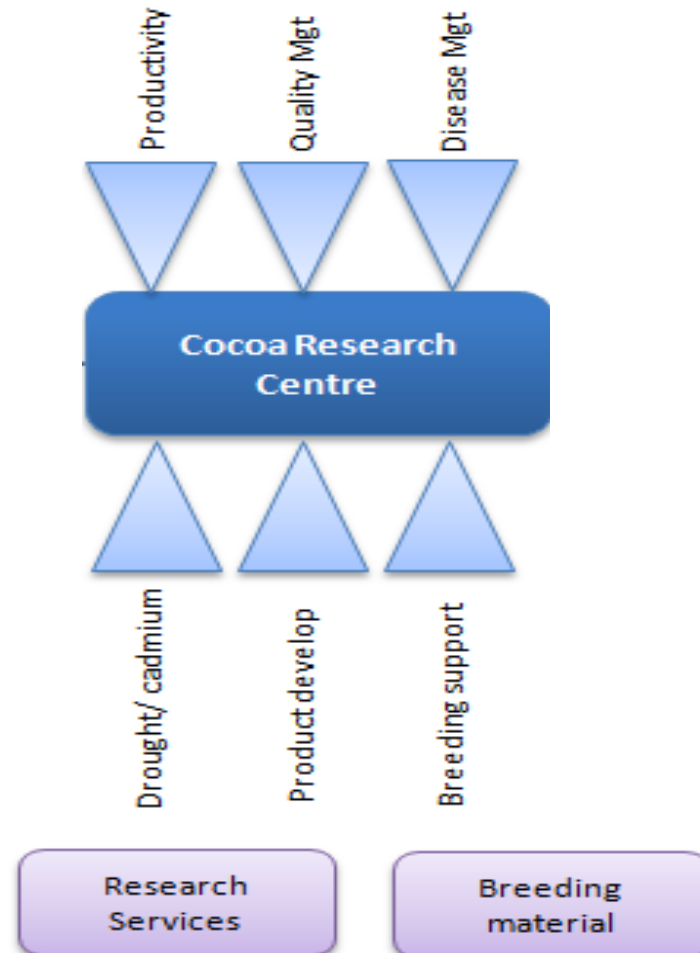 Productivity
Quality Mgt
Disease Mgt
Cocoa Research
Centre
Drought/ cadmium
Product develop
Breeding support
Research
Services
Breeding
material